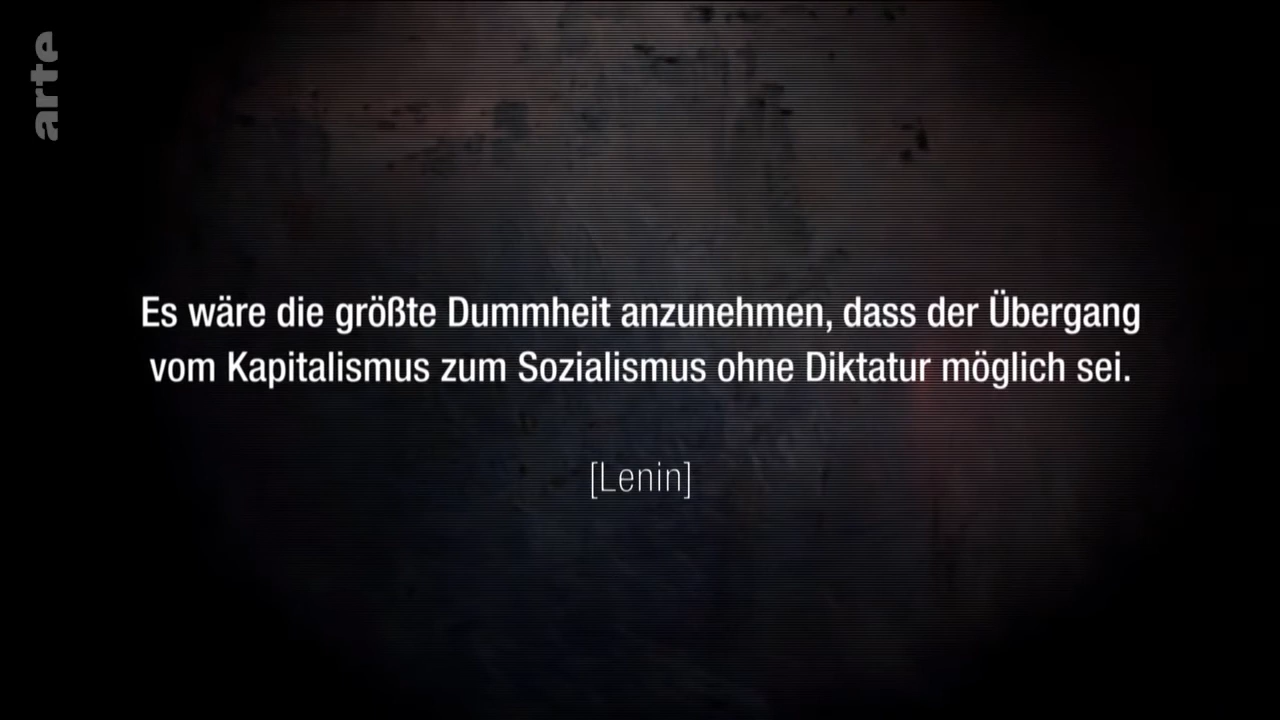 arte
Es wäre die größte Dummheit anzunehmen, dass der Übergang
vom Kapitalismus zum Sozialismus ohne Diktatur möglich sei.
[Lenin]